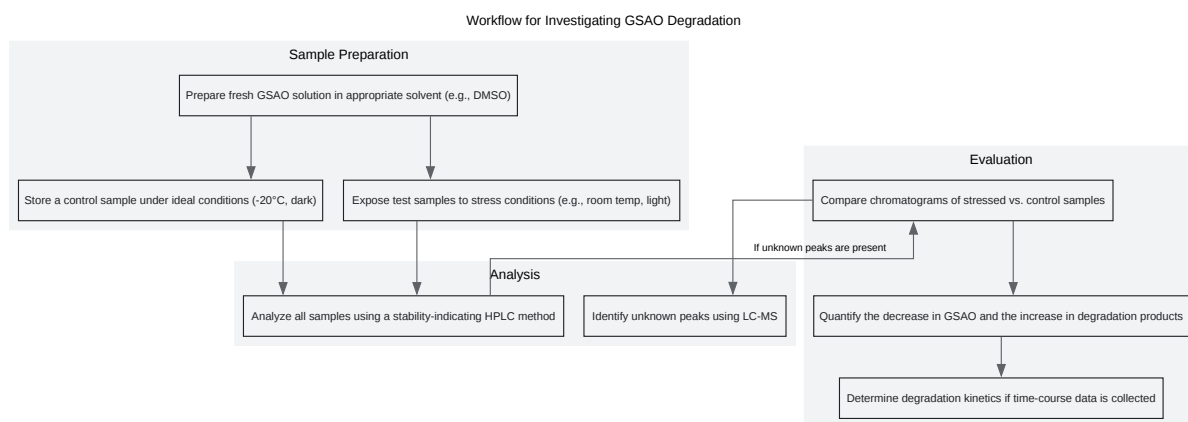 Workflow for Investigating GSAO Degradation
Sample Preparation
Prepare fresh GSAO solution in appropriate solvent (e.g., DMSO)
Store a control sample under ideal conditions (-20°C, dark)
Expose test samples to stress conditions (e.g., room temp, light)
Evaluation
Compare chromatograms of stressed vs. control samples
If unknown peaks are present
Analysis
Analyze all samples using a stability-indicating HPLC method
Identify unknown peaks using LC-MS
Quantify the decrease in GSAO and the increase in degradation products
Determine degradation kinetics if time-course data is collected